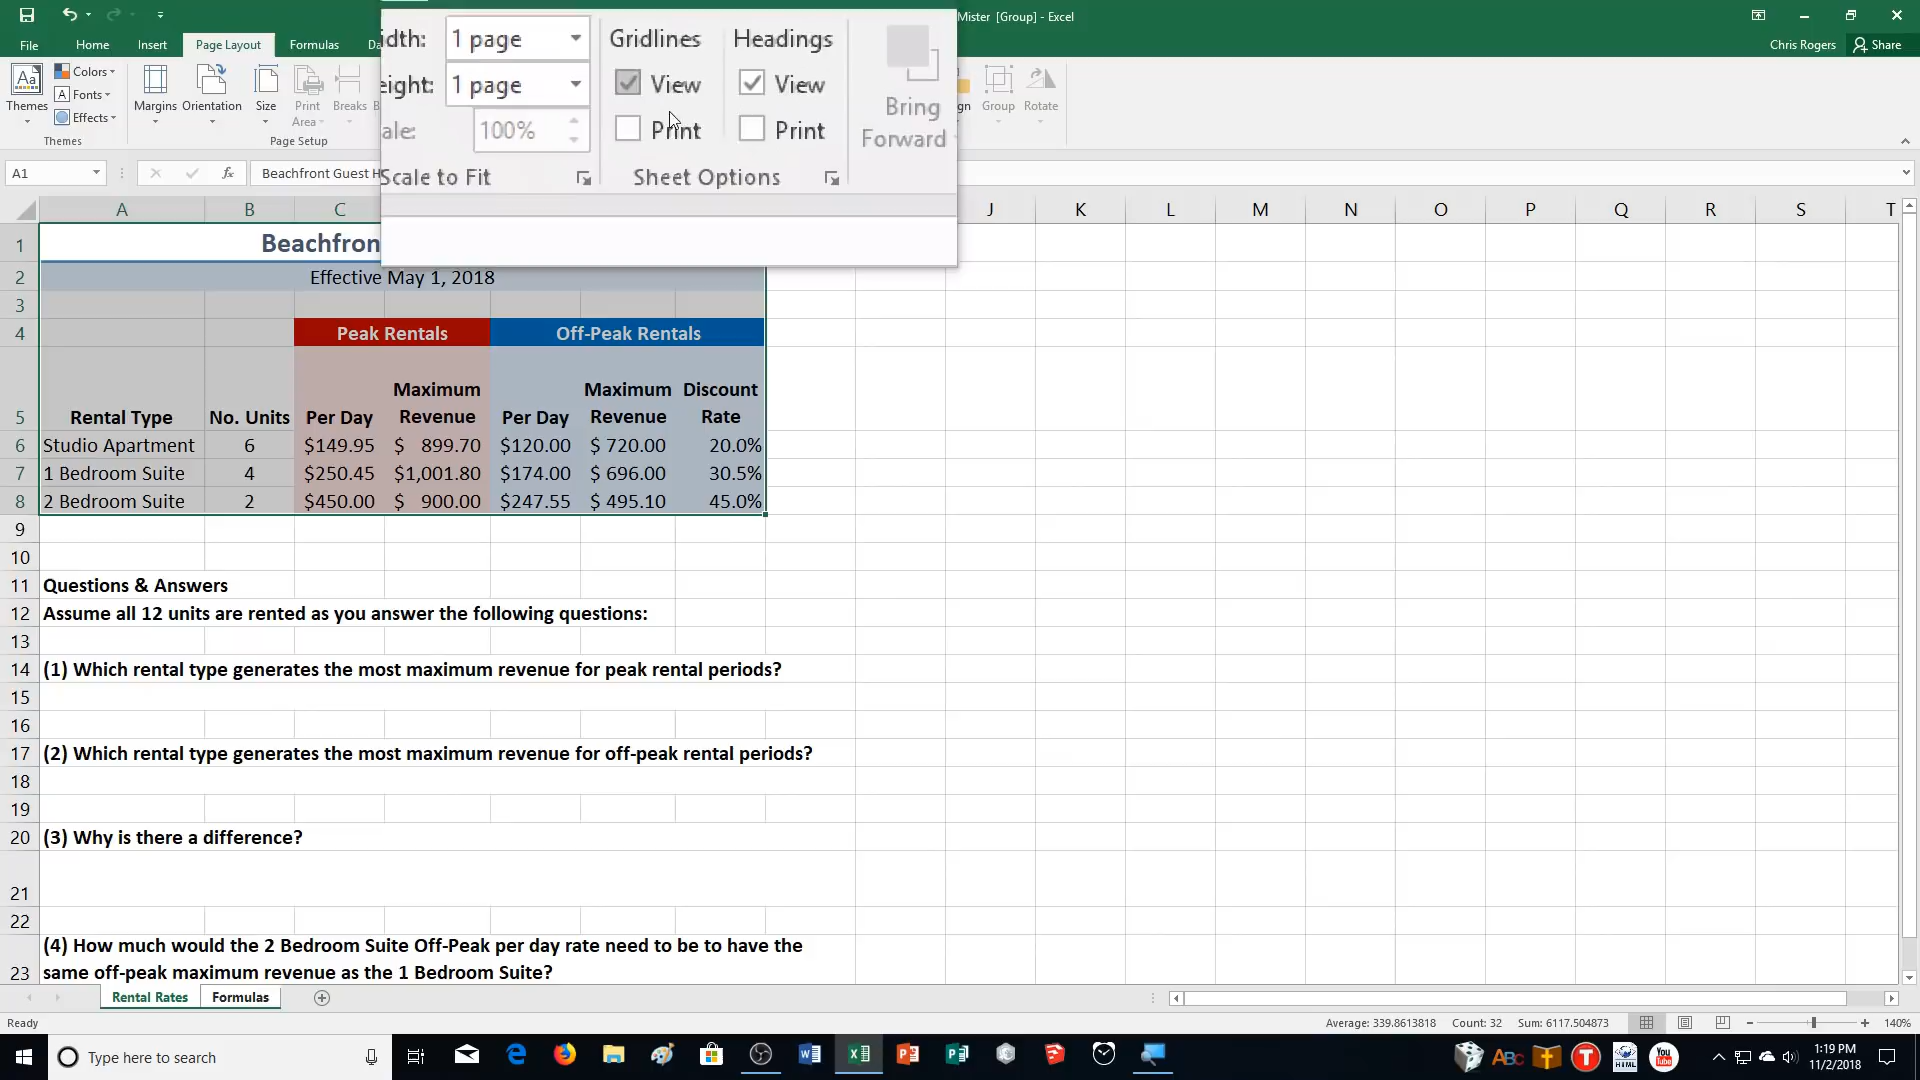 Mister [Group] - Excel
File Home Insert Page Layout Formulas Da
Chris Rogers Share
Themes
Colors
Fonts
Effects
Themes
Margins Orientation Size Print Area Breaks B
Page Setup
idth: 1 page
eight: 1 page
ale: 100%
Scale to Fit
Gridlines
View
Print
Headings
View
Print
Sheet Options
Bring Forward
gn Group Rotate
A1 fx Beachfront Guest H
A B C J K L M N O P Q R S T
1 Beachfron
2 Effective May 1, 2018
3
4 Peak Rentals Off-Peak Rentals
5 Rental Type No. Units Per Day Maximum Revenue Per Day Maximum Revenue Discount Rate
6 Studio Apartment 6 $149.95 $ 899.70 $120.00 $ 720.00 20.0%
7 1 Bedroom Suite 4 $250.45 $1,001.80 $174.00 $ 696.00 30.5%
8 2 Bedroom Suite 2 $450.00 $ 900.00 $247.55 $ 495.10 45.0%
9
10
11 Questions & Answers
12 Assume all 12 units are rented as you answer the following questions:
13
14 (1) Which rental type generates the most maximum revenue for peak rental periods?
15
16
17 (2) Which rental type generates the most maximum revenue for off-peak rental periods?
18
19
20 (3) Why is there a difference?
21
22
(4) How much would the 2 Bedroom Suite Off-Peak per day rate need to be to have the
23 same off-peak maximum revenue as the 1 Bedroom Suite?
Rental Rates Formulas
Ready Average: 339.8613818 Count: 32 Sum: 6117.504873 140%
Type here to search
ABC
HTML
You Tube
1:19 PM
11/2/2018